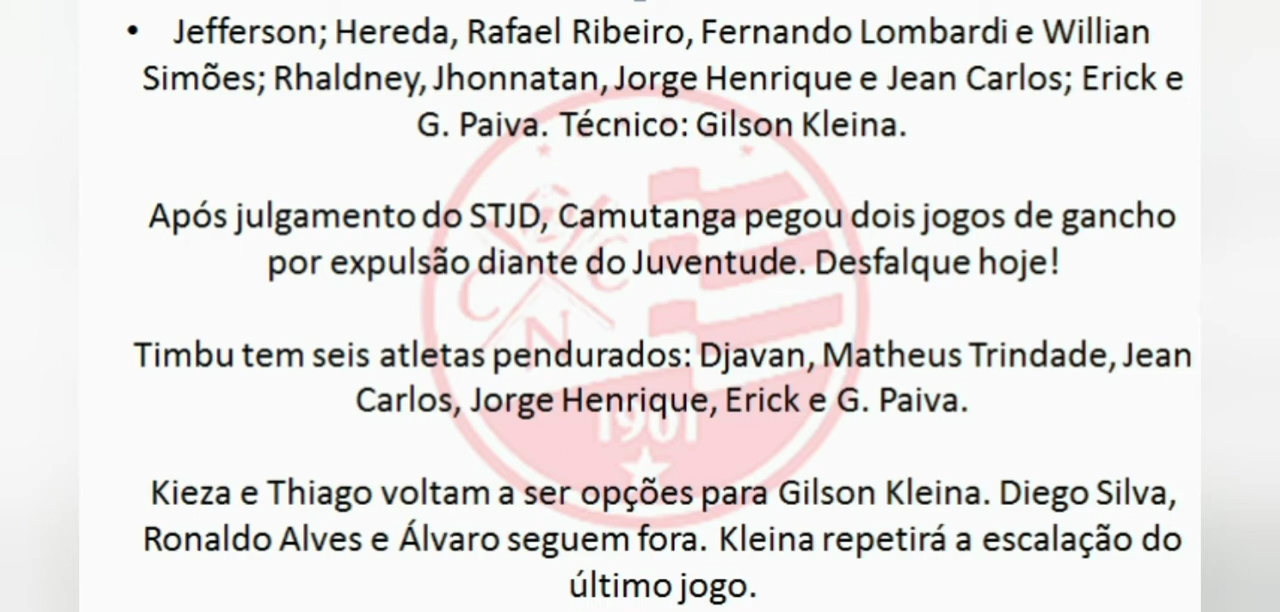 • Jefferson; Hereda, Rafael Ribeiro, Fernando Lombardi e Willian
Simões; Rhaldney, Jhonnatan, Jorge Henrique e Jean Carlos; Erick e
G. Paiva. Técnico: Gilson Kleina.
Após julgamento do STJD, Camutanga pegou dois jogos de gancho
por expulsão diante do Juventude. Desfalque hoje!
Timbu tem seis atletas pendurados: Djavan, Matheus Trindade, Jean
Carlos, Jorge Henrique, Erick e G. Paiva.
Kieza e Thiago voltam a ser opções para Gilson Kleina. Diego Silva,
Ronaldo Alves e Álvaro seguem fora. Kleina repetirá a escalação do
último jogo.
C N C
1901